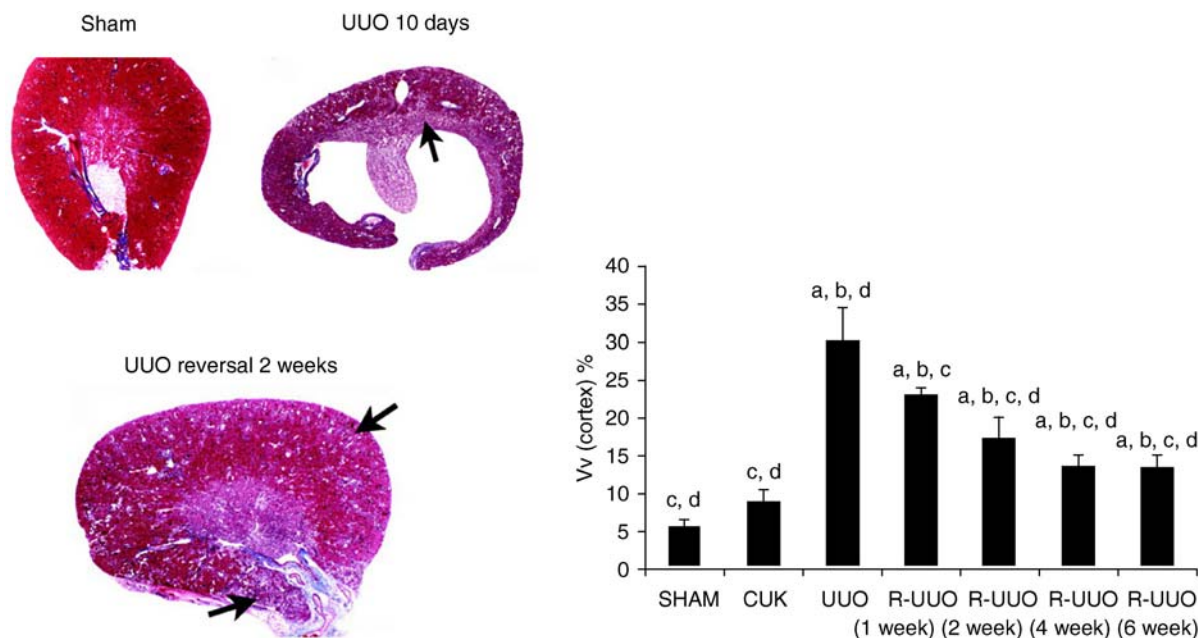 Sham
UUO 10 days
UUO reversal 2 weeks
Vv (cortex) %
40
35
30
25
20
15
10
5
0
c, d
c, d
a, b, d
a, b, c
a, b, c, d
a, b, c, d
a, b, c, d
SHAM CUK UUO R-UUO R-UUO R-UUO R-UUO
(1 week) (2 week) (4 week) (6 week)